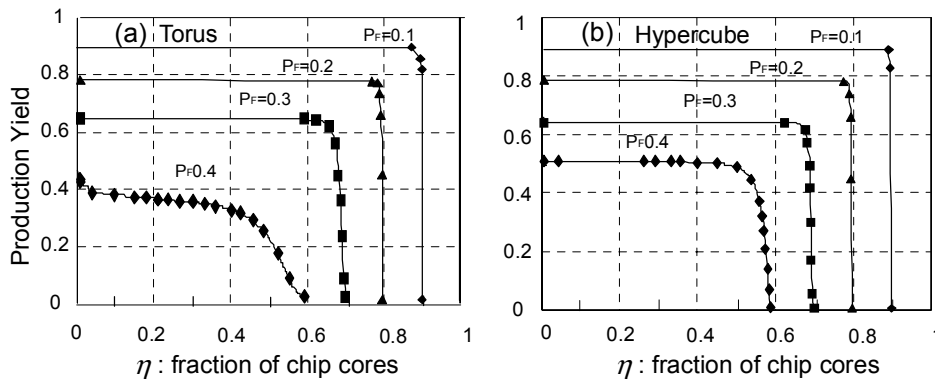 (a) Torus
PF=0.1
PF=0.2
PF=0.3
PF0.4
1
0.8
0.6
0.4
0.2
0
0 0.2 0.4 0.6 0.8 1
Production Yield
η : fraction of chip cores
(b) Hypercube
PF=0.1
PF=0.2
PF=0.3
PF0.4
1
0.8
0.6
0.4
0.2
0
0 0.2 0.4 0.6 0.8 1
η : fraction of chip cores